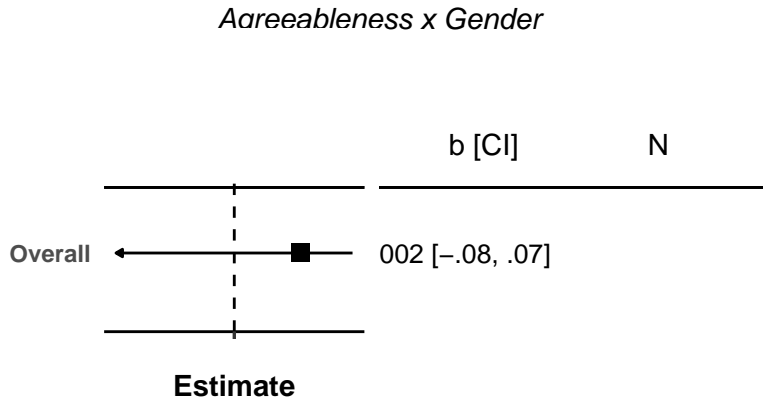 Agreeableness x Gender
b [CI] N
Overall 002 [−.08, .07]
Estimate